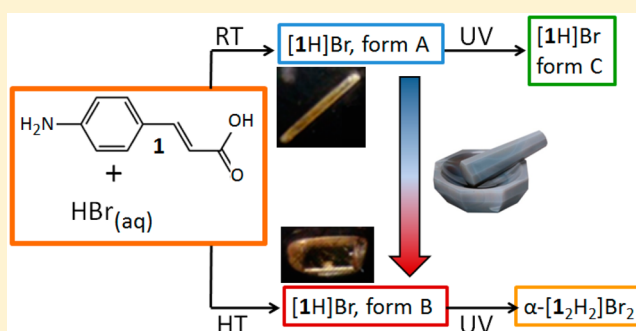 RT
[1H]Br, form A
UV
[1H]Br
form C
H₂N
1
OH
O
+
HBr(aq)
HT
[1H]Br, form B
UV
α-[1₂H₂]Br₂